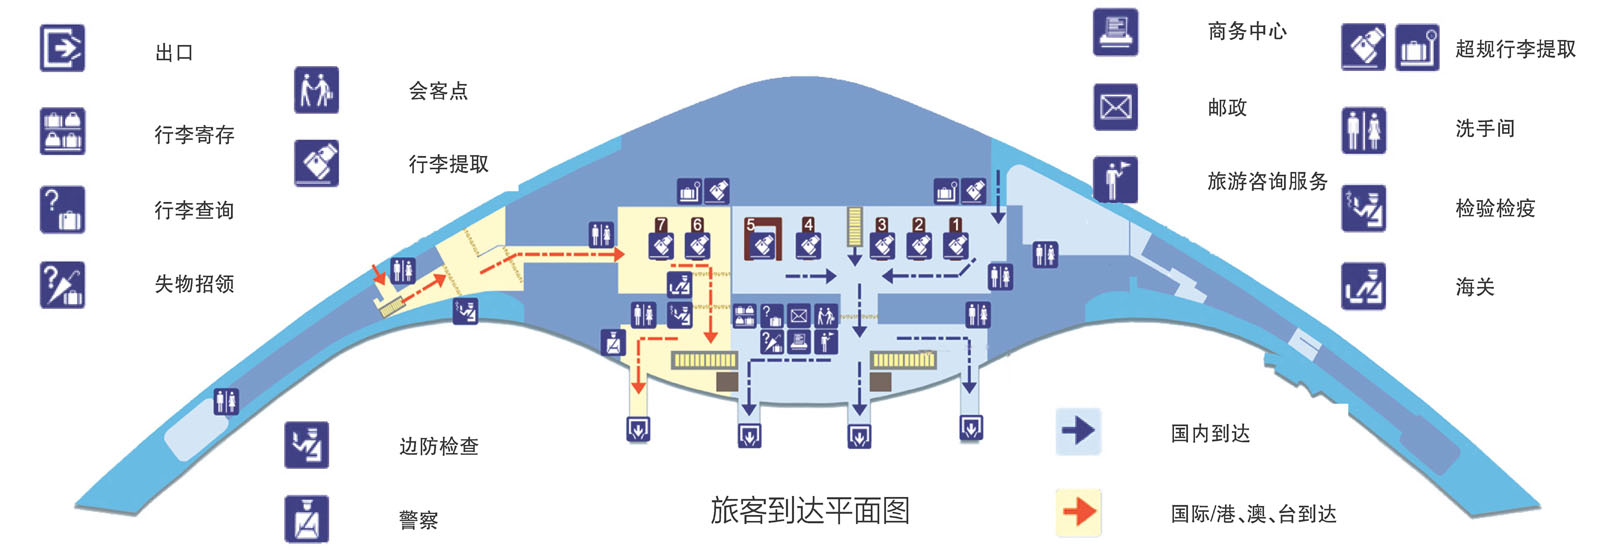 出口
行李寄存
行李查询
失物招领
会客点
行李提取
商务中心
邮政
旅游咨询服务
超规行李提取
洗手间
检验检疫
海关
7
6
5
4
3
2
1
边防检查
警察
旅客到达平面图
国内到达
国际/港、澳、台到达